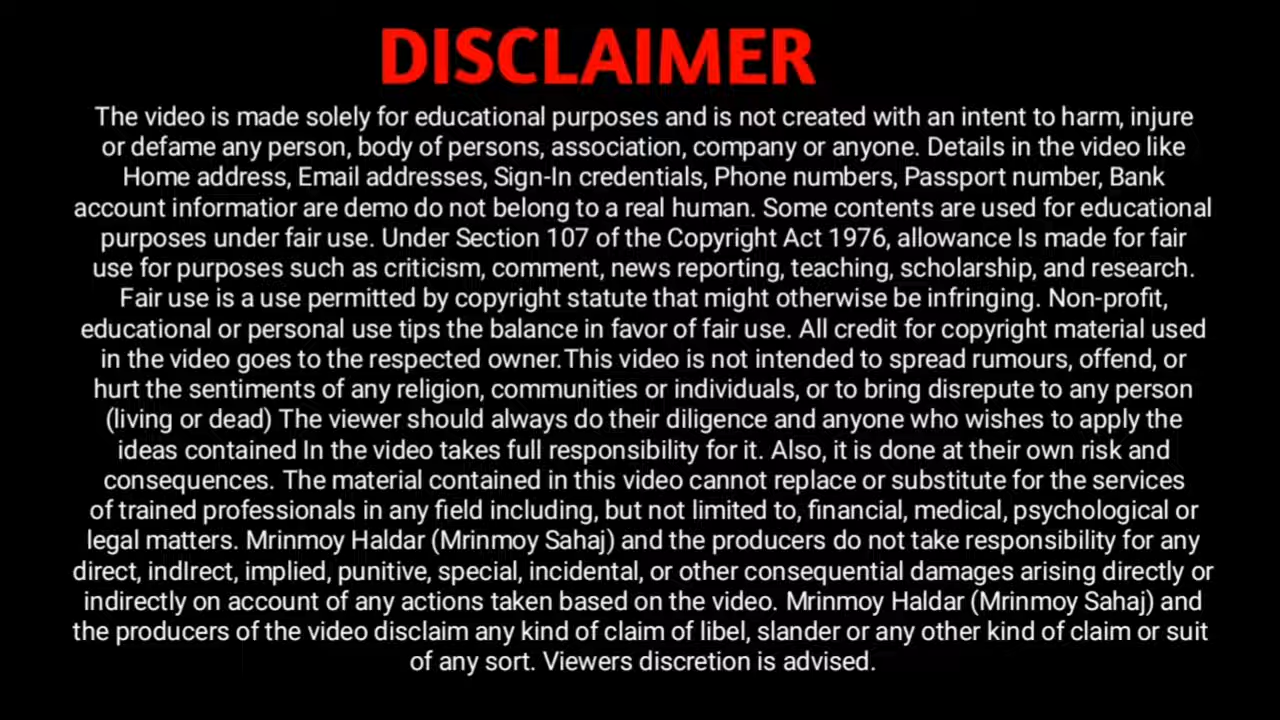 DISCLAIMER
The video is made solely for educational purposes and is not created with an intent to harm, injure
or defame any person, body of persons, association, company or anyone. Details in the video like
Home address, Email addresses, Sign-In credentials, Phone numbers, Passport number, Bank
account informatior are demo do not belong to a real human. Some contents are used for educational
purposes under fair use. Under Section 107 of the Copyright Act 1976, allowance Is made for fair
use for purposes such as criticism, comment, news reporting, teaching, scholarship, and research.
Fair use is a use permitted by copyright statute that might otherwise be infringing. Non-profit,
educational or personal use tips the balance in favor of fair use. All credit for copyright material used
in the video goes to the respected owner.This video is not intended to spread rumours, offend, or
hurt the sentiments of any religion, communities or individuals, or to bring disrepute to any person
(living or dead) The viewer should always do their diligence and anyone who wishes to apply the
ideas contained In the video takes full responsibility for it. Also, it is done at their own risk and
consequences. The material contained in this video cannot replace or substitute for the services
of trained professionals in any field including, but not limited to, financial, medical, psychological or
legal matters. Mrinmoy Haldar (Mrinmoy Sahaj) and the producers do not take responsibility for any
direct, indIrect, implied, punitive, special, incidental, or other consequential damages arising directly or
indirectly on account of any actions taken based on the video. Mrinmoy Haldar (Mrinmoy Sahaj) and
the producers of the video disclaim any kind of claim of libel, slander or any other kind of claim or suit
of any sort. Viewers discretion is advised.